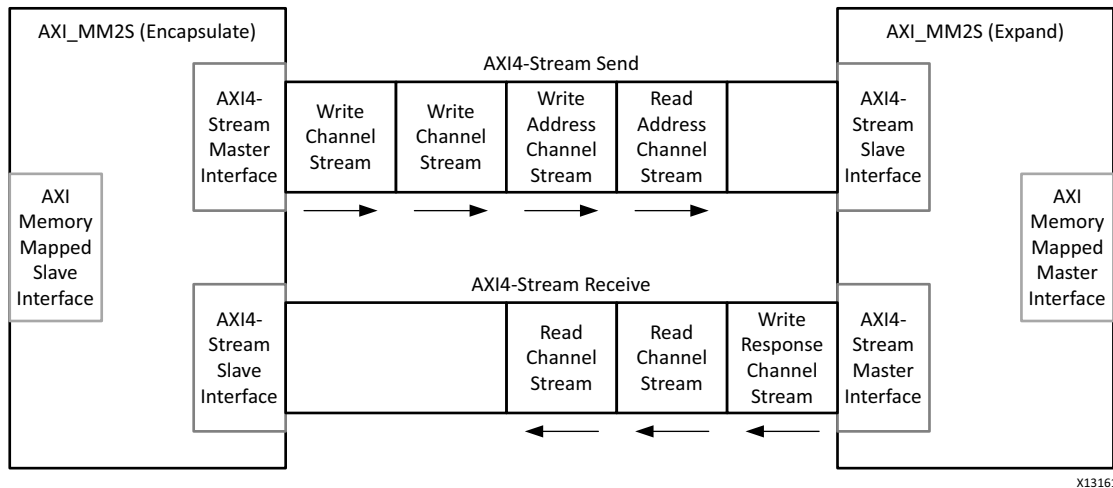 AXI_MM2S (Encapsulate)
AXI_MM2S (Expand)
AXI4-Stream Send
AXI4-
Stream
Master
Interface
Write
Channel
Stream
Write
Channel
Stream
Write
Address
Channel
Stream
Read
Address
Channel
Stream
AXI4-
Stream
Slave
Interface
AXI
Memory
Mapped
Slave
Interface
AXI
Memory
Mapped
Master
Interface
AXI4-Stream Receive
AXI4-
Stream
Slave
Interface
Read
Channel
Stream
Read
Channel
Stream
Write
Response
Channel
Stream
AXI4-
Stream
Master
Interface
X13161